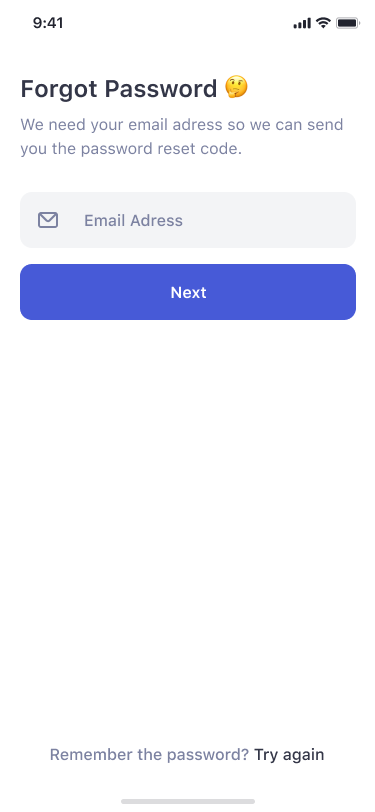 9:41
Forgot Password 🤔
We need your email adress so we can send
you the password reset code.
Email Adress
Next
Remember the password? Try again